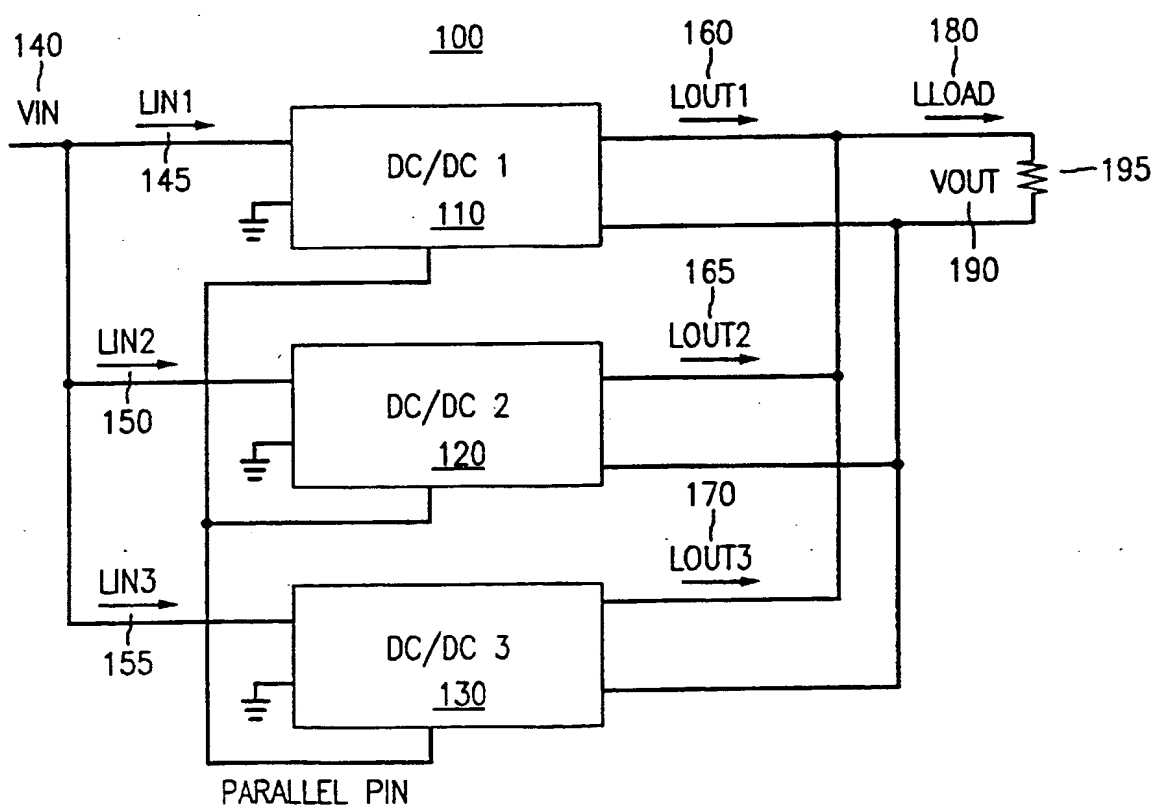 100
140
VIN
LIN1
145
DC/DC 1
110
160
LOUT1
180
LLOAD
VOUT
190
195
LIN2
150
DC/DC 2
120
165
LOUT2
LIN3
155
DC/DC 3
130
170
LOUT3
PARALLEL PIN